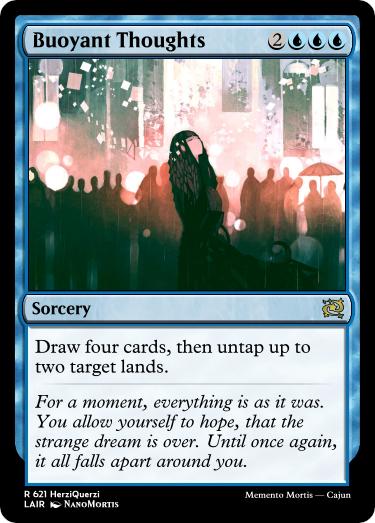 Buoyant Thoughts 2
Sorcery
Draw four cards, then untap up to
two target lands.
For a moment, everything is as it was.
You allow yourself to hope, that the
strange dream is over. Until once again,
it all falls apart around you.
R 621 HerziQuerzi
LAIR NanoMortis
Memento Mortis — Cajun